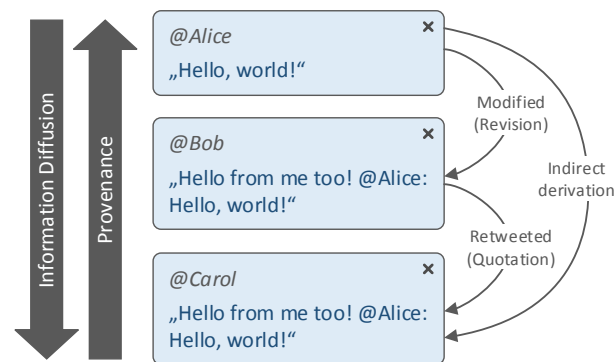 Information Diffusion
Provenance
@Alice
×
„Hello, world!“
Modified
(Revision)
@Bob
×
„Hello from me too! @Alice:
Hello, world!“
Indirect
derivation
Retweeted
(Quotation)
@Carol
×
„Hello from me too! @Alice:
Hello, world!“